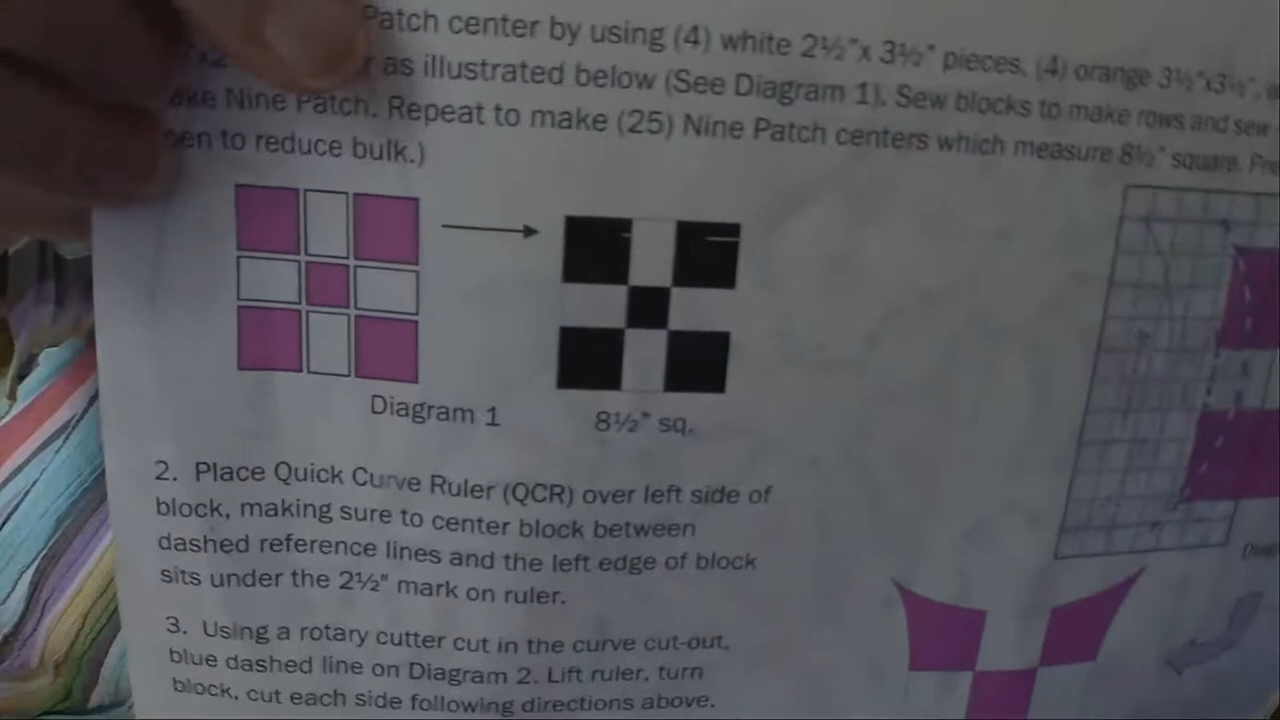 Patch center by using (4) white 2½"x 3½" pieces, (4) orange 3½"x3½",
as illustrated below (See Diagram 1). Sew blocks to make rows and sew
Nine Patch. Repeat to make (25) Nine Patch centers which measure 8½" square.
to reduce bulk.)
Diagram 1
8½" sq.
2. Place Quick Curve Ruler (QCR) over left side of
block, making sure to center block between
dashed reference lines and the left edge of block
sits under the 2½" mark on ruler.
3. Using a rotary cutter cut in the curve cut-out,
blue dashed line on Diagram 2. Lift ruler, turn
block, cut each side following directions above.